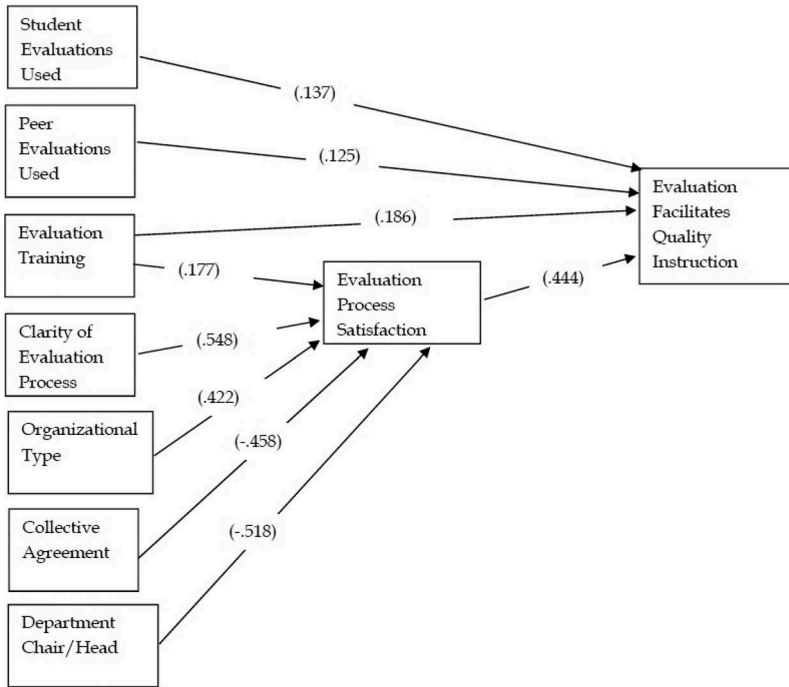 Student
Evaluations
Used
(.137)
Peer
Evaluations
Used
(.125)
Evaluation
Facilitates
Quality
Instruction
Evaluation
Training
(.186)
(.177)
Evaluation
Process
Satisfaction
(.444)
Clarity of
Evaluation
Process
(.548)
(.422)
Organizational
Type
(-.458)
Collective
Agreement
(-.518)
Department
Chair/Head